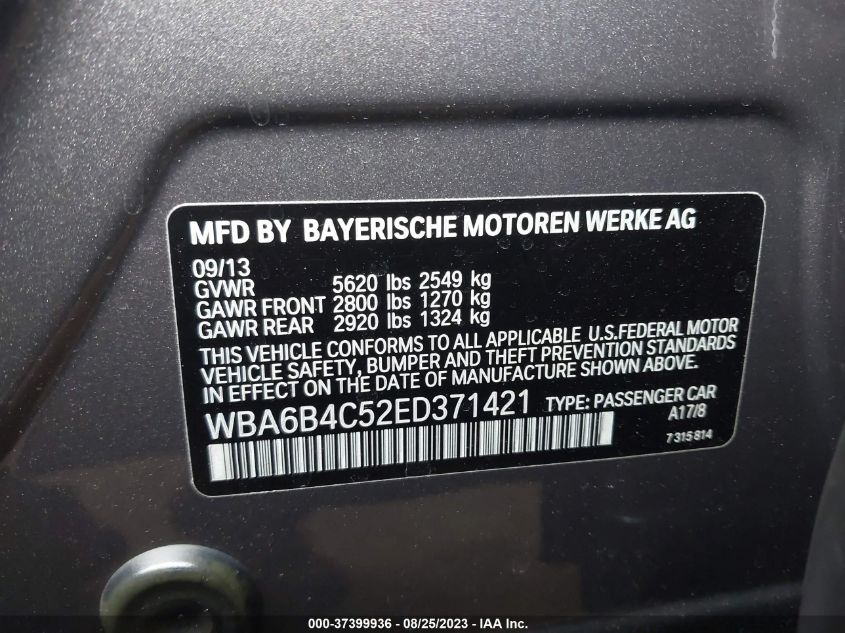 MFD BY BAYERISCHE MOTOREN WERKE AG
09/13
GVWR 5620 lbs 2549 kg
GAWR FRONT 2800 lbs 1270 kg
GAWR REAR 2920 lbs 1324 kg
THIS VEHICLE CONFORMS TO ALL APPLICABLE U.S.FEDERAL MOTOR
VEHICLE SAFETY, BUMPER AND THEFT PREVENTION STANDARDS
IN EFFECT ON THE DATE OF MANUFACTURE SHOWN ABOVE.
WBA6B4C52ED371421 TYPE: PASSENGER CAR
A17/8
7315814
000-37399936 - 08/25/2023 - IAA Inc.